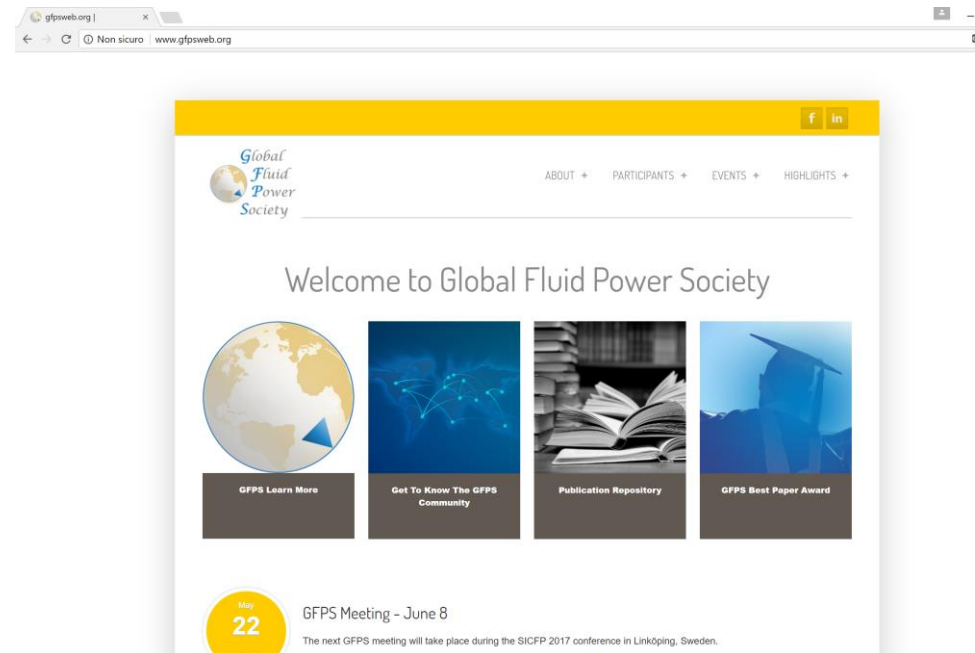 gfpsweb.org |
Non sicuro www.gfpsweb.org
f in
Global
Fluid
Power
Society
ABOUT + PARTICIPANTS + EVENTS + HIGHLIGHTS +
Welcome to Global Fluid Power Society
GFPS Learn More
Get To Know The GFPS
Community
Publication Repository
GFPS Best Paper Award
May
22
GFPS Meeting - June 8
The next GFPS meeting will take place during the SICFP 2017 conference in Linköping, Sweden.